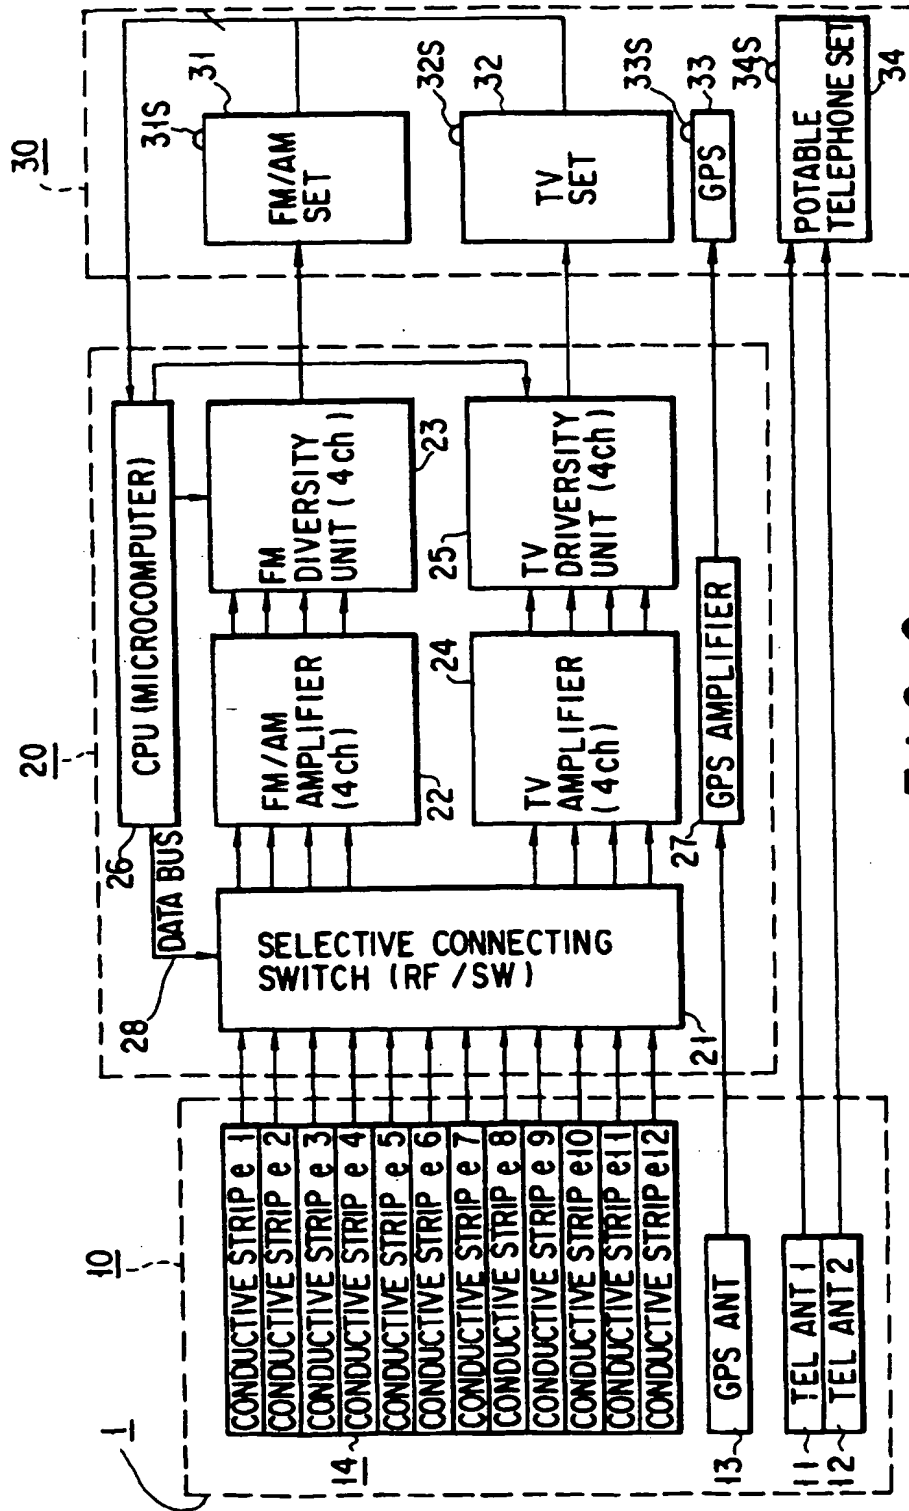 1
10
14
CONDUCTIVE STRIP e 1
CONDUCTIVE STRIP e 2
CONDUCTIVE STRIP e 3
CONDUCTIVE STRIP e 4
CONDUCTIVE STRIP e 5
CONDUCTIVE STRIP e 6
CONDUCTIVE STRIP e 7
CONDUCTIVE STRIP e 8
CONDUCTIVE STRIP e 9
CONDUCTIVE STRIP e10
CONDUCTIVE STRIP e11
CONDUCTIVE STRIP e12
13
GPS ANT
11
TEL ANT 1
12
TEL ANT 2
20
26
CPU (MICROCOMPUTER)
28
DATA BUS
SELECTIVE CONNECTING
SWITCH (RF/SW)
21
FM/AM
AMPLIFIER
(4ch)
22
FM
DIVERSITY
UNIT (4ch)
23
24
TV
AMPLIFIER
(4ch)
25
TV
DRIVERSITY
UNIT (4ch)
27
GPS AMPLIFIER
30
31S
31
FM/AM
SET
32S
32
TV
SET
33S
33
GPS
34S
POTABLE
TELEPHONE SET
34